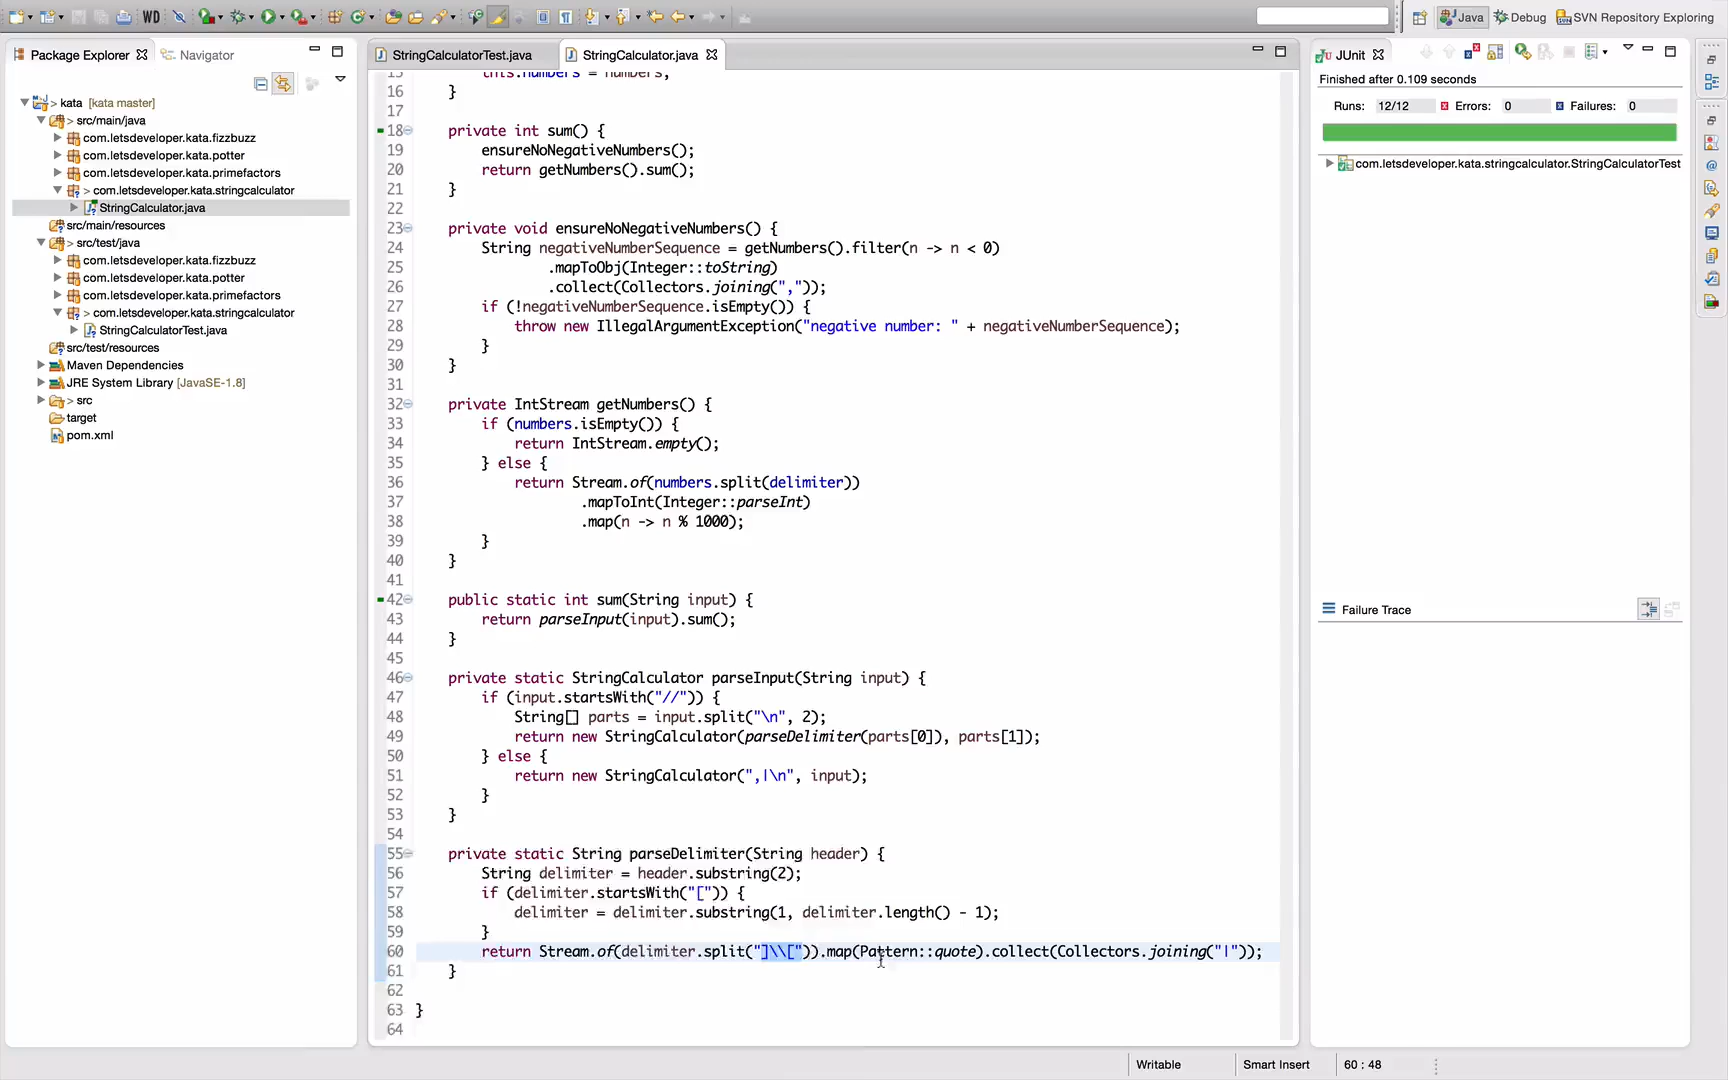 WD
Java
Debug
SVN Repository Exploring
Package Explorer
Navigator
> kata [kata master]
> src/main/java
com.letsdeveloper.kata.fizzbuzz
com.letsdeveloper.kata.potter
com.letsdeveloper.kata.primefactors
> com.letsdeveloper.kata.stringcalculator
StringCalculator.java
src/main/resources
> src/test/java
com.letsdeveloper.kata.fizzbuzz
com.letsdeveloper.kata.potter
com.letsdeveloper.kata.primefactors
> com.letsdeveloper.kata.stringcalculator
StringCalculatorTest.java
src/test/resources
Maven Dependencies
JRE System Library [JavaSE-1.8]
> src
target
pom.xml
StringCalculatorTest.java
StringCalculator.java
15 this.numbers = numbers;
16 }
17
18 private int sum() {
19 ensureNoNegativeNumbers();
20 return getNumbers().sum();
21 }
22
23 private void ensureNoNegativeNumbers() {
24 String negativeNumberSequence = getNumbers().filter(n -> n < 0)
25 .mapToObj(Integer::toString)
26 .collect(Collectors.joining(","));
27 if (!negativeNumberSequence.isEmpty()) {
28 throw new IllegalArgumentException("negative number: " + negativeNumberSequence);
29 }
30 }
31
32 private IntStream getNumbers() {
33 if (numbers.isEmpty()) {
34 return IntStream.empty();
35 } else {
36 return Stream.of(numbers.split(delimiter))
37 .mapToInt(Integer::parseInt)
38 .map(n -> n % 1000);
39 }
40 }
41
42 public static int sum(String input) {
43 return parseInput(input).sum();
44 }
45
46 private static StringCalculator parseInput(String input) {
47 if (input.startsWith("//")) {
48 String[] parts = input.split("\n", 2);
49 return new StringCalculator(parseDelimiter(parts[0]), parts[1]);
50 } else {
51 return new StringCalculator(",|\n", input);
52 }
53 }
54
55 private static String parseDelimiter(String header) {
56 String delimiter = header.substring(2);
57 if (delimiter.startsWith("[")) {
58 delimiter = delimiter.substring(1, delimiter.length() - 1);
59 }
60 return Stream.of(delimiter.split("]\\[")).map(Pattern::quote).collect(Collectors.joining("|"));
61 }
62
63 }
64
JUnit
Finished after 0.109 seconds
Runs: 12/12 Errors: 0 Failures: 0
com.letsdeveloper.kata.stringcalculator.StringCalculatorTest
Failure Trace
Writable
Smart Insert
60 : 48